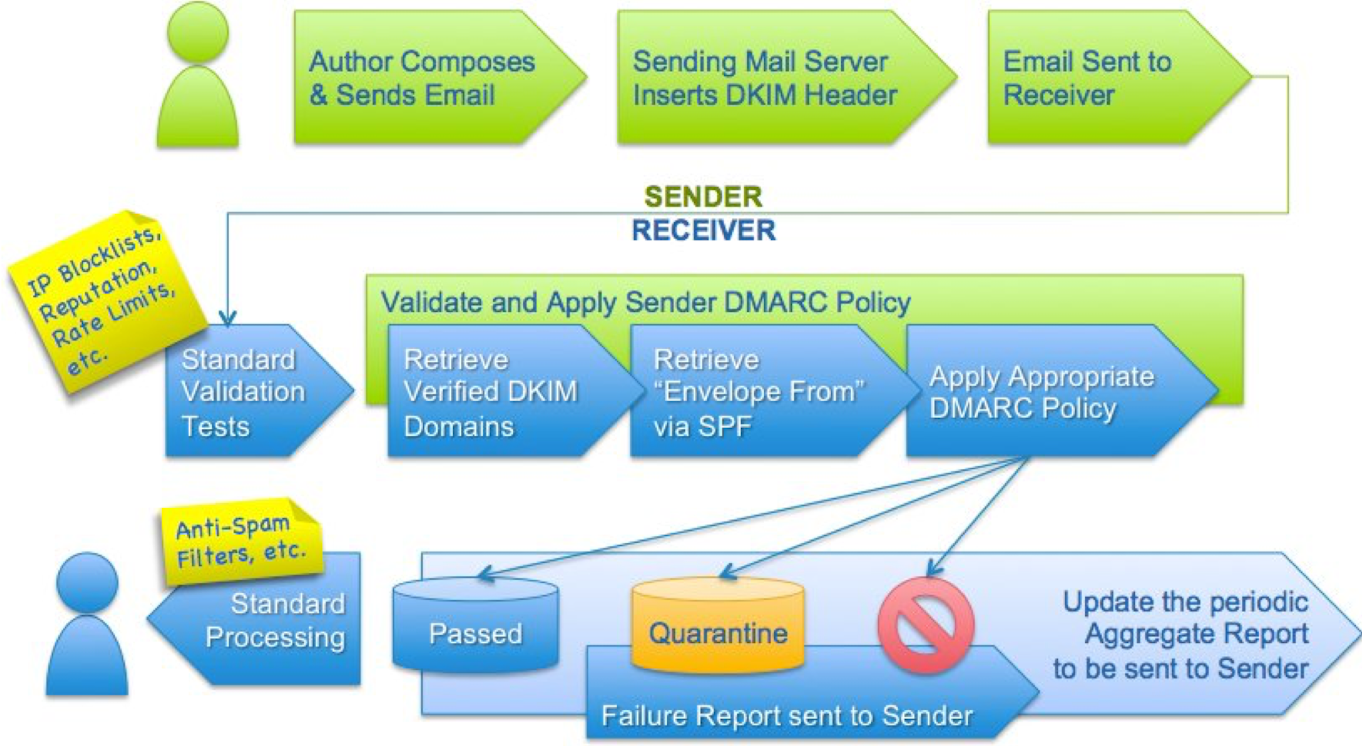 Author Composes
& Sends Email
Sending Mail Server
Inserts DKIM Header
Email Sent to
Receiver
SENDER
RECEIVER
IP Blocklists,
Reputation,
Rate Limits,
etc.
Validate and Apply Sender DMARC Policy
Standard
Validation
Tests
Retrieve
Verified DKIM
Domains
Retrieve
“Envelope From”
via SPF
Apply Appropriate
DMARC Policy
Anti-Spam
Filters, etc.
Standard
Processing
Passed
Quarantine
Update the periodic
Aggregate Report
to be sent to Sender
Failure Report sent to Sender